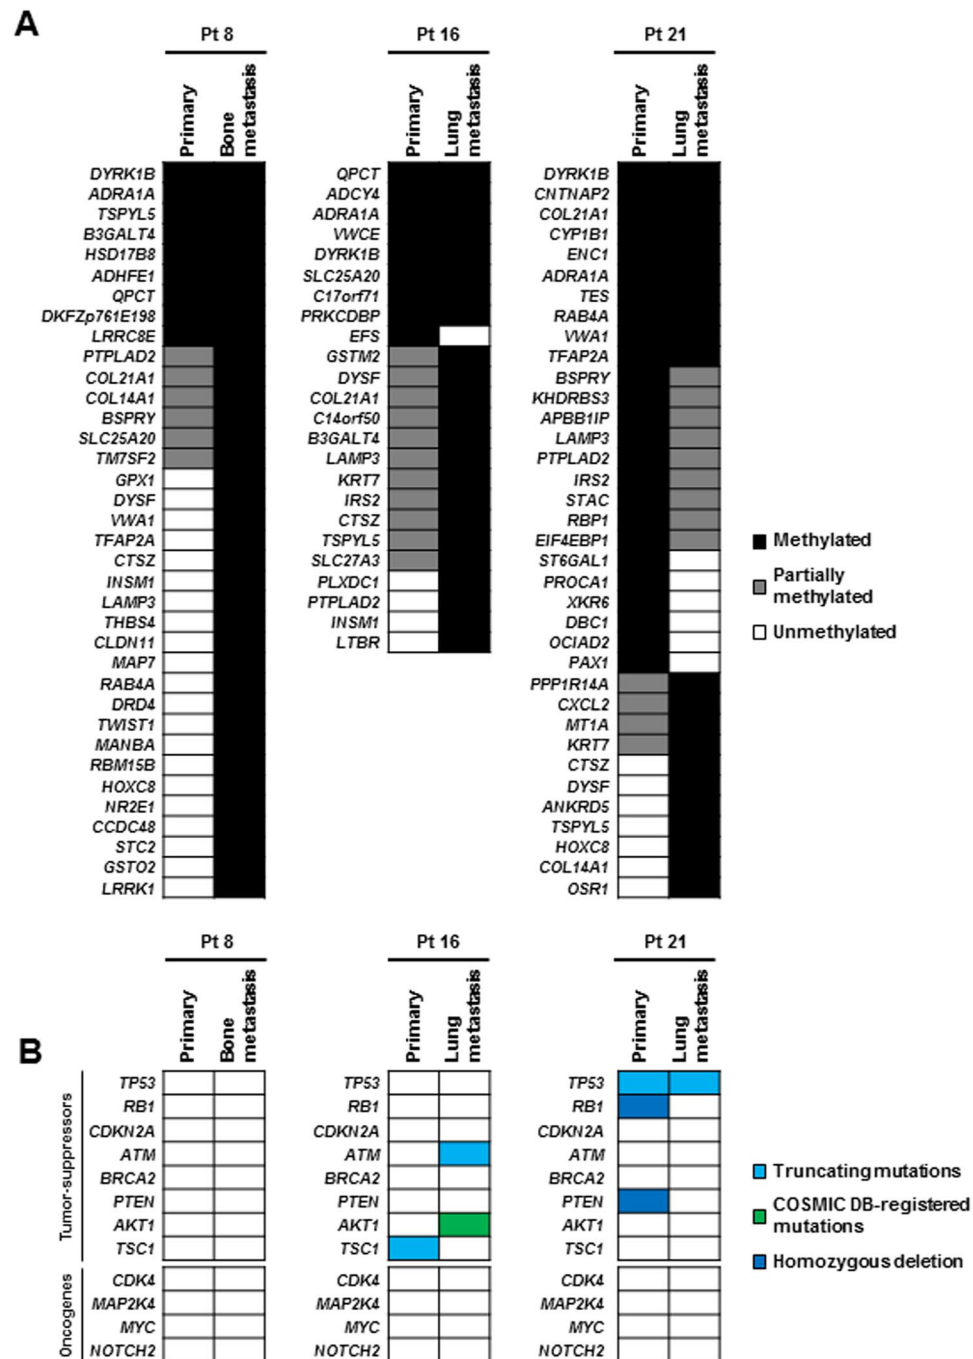 A
Pt 8
Primary
Bone
metastasis
DYRK1B
ADRA1A
TSPYL5
B3GALT4
HSD17B8
ADHFE1
QPCT
DKFZp761E198
LRRC8E
PTPLAD2
COL21A1
COL14A1
BSPRY
SLC25A20
TM7SF2
GPX1
DYSF
VWA1
TFAP2A
CTSZ
INSM1
LAMP3
THBS4
CLDN11
MAP7
RAB4A
DRD4
TWIST1
MANBA
RBM15B
HOXC8
NR2E1
CCDC48
STC2
GSTO2
LRRK1
Pt 16
Primary
Lung
metastasis
QPCT
ADCY4
ADRA1A
VWCE
DYRK1B
SLC25A20
C17orf71
PRKCDBP
EFS
GSTM2
DYSF
COL21A1
C14orf50
B3GALT4
LAMP3
KRT7
IRS2
CTSZ
TSPYL5
SLC27A3
PLXDC1
PTPLAD2
INSM1
LTBR
Pt 21
Primary
Lung
metastasis
DYRK1B
CNTNAP2
COL21A1
CYP1B1
ENC1
ADRA1A
TES
RAB4A
VWA1
TFAP2A
BSPRY
KHDRBS3
APBB1IP
LAMP3
PTPLAD2
IRS2
STAC
RBP1
EIF4EBP1
ST6GAL1
PROCA1
XKR6
DBC1
OCIAD2
PAX1
PPP1R14A
CXCL2
MT1A
KRT7
CTSZ
DYSF
ANKRD5
TSPYL5
HOXC8
COL14A1
OSR1
Methylated
Partially
methylated
Unmethylated
B
Pt 8
Primary
Bone
metastasis
Tumor-suppressors
TP53
RB1
CDKN2A
ATM
BRCA2
PTEN
AKT1
TSC1
Oncogenes
CDK4
MAP2K4
MYC
NOTCH2
Pt 16
Primary
Lung
metastasis
TP53
RB1
CDKN2A
ATM
BRCA2
PTEN
AKT1
TSC1
CDK4
MAP2K4
MYC
NOTCH2
Pt 21
Primary
Lung
metastasis
TP53
RB1
CDKN2A
ATM
BRCA2
PTEN
AKT1
TSC1
CDK4
MAP2K4
MYC
NOTCH2
Truncating mutations
COSMIC DB-registered
mutations
Homozygous deletion